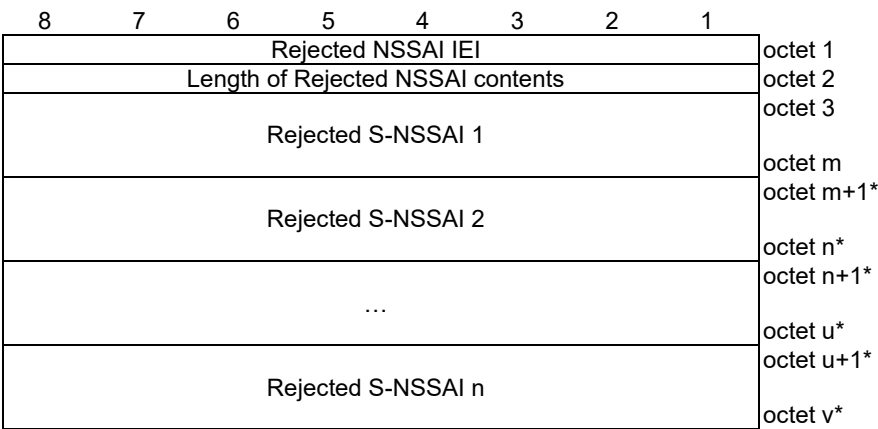 8 7 6 5 4 3 2 1
Rejected NSSAI IEI octet 1
Length of Rejected NSSAI contents octet 2
octet 3
Rejected S-NSSAI 1
octet m
octet m+1*
Rejected S-NSSAI 2
octet n*
octet n+1*
…
octet u*
octet u+1*
Rejected S-NSSAI n
octet v*